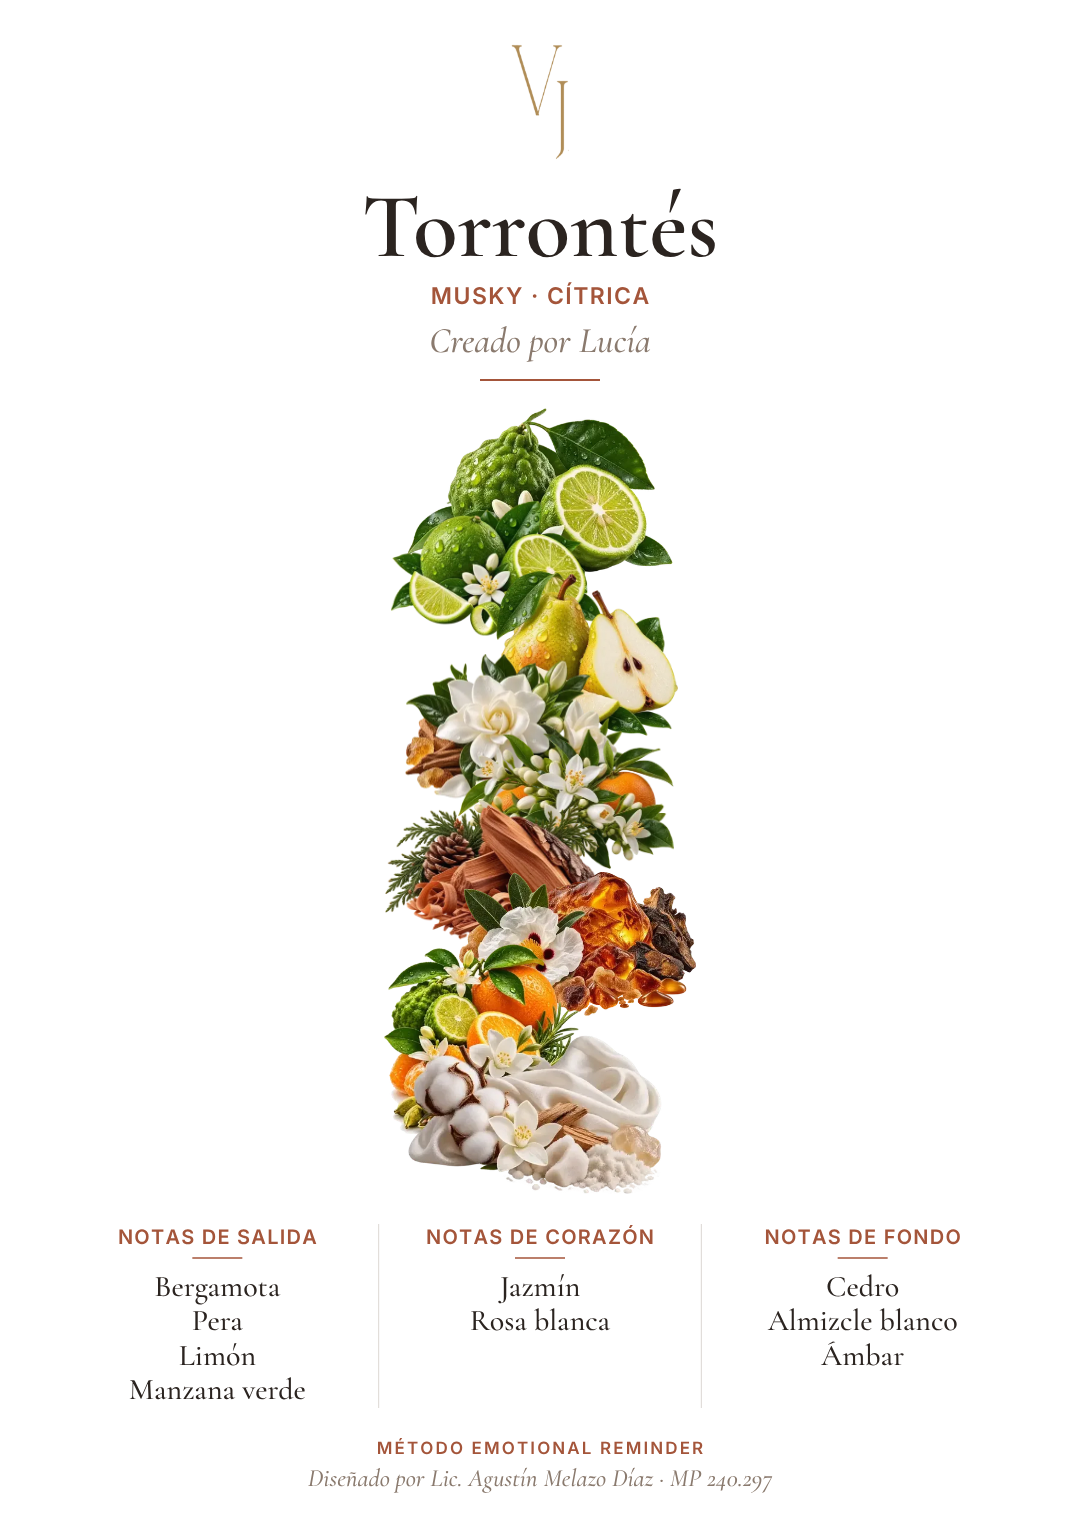 VJ
Torrontés
MUSKY · CÍTRICA
Creado por Lucía
NOTAS DE SALIDA
Bergamota
Pera
Limón
Manzana verde
NOTAS DE CORAZÓN
Jazmín
Rosa blanca
NOTAS DE FONDO
Cedro
Almizcle blanco
Ámbar
MÉTODO EMOTIONAL REMINDER
Diseñado por Lic. Agustín Melazo Díaz · MP 240.297